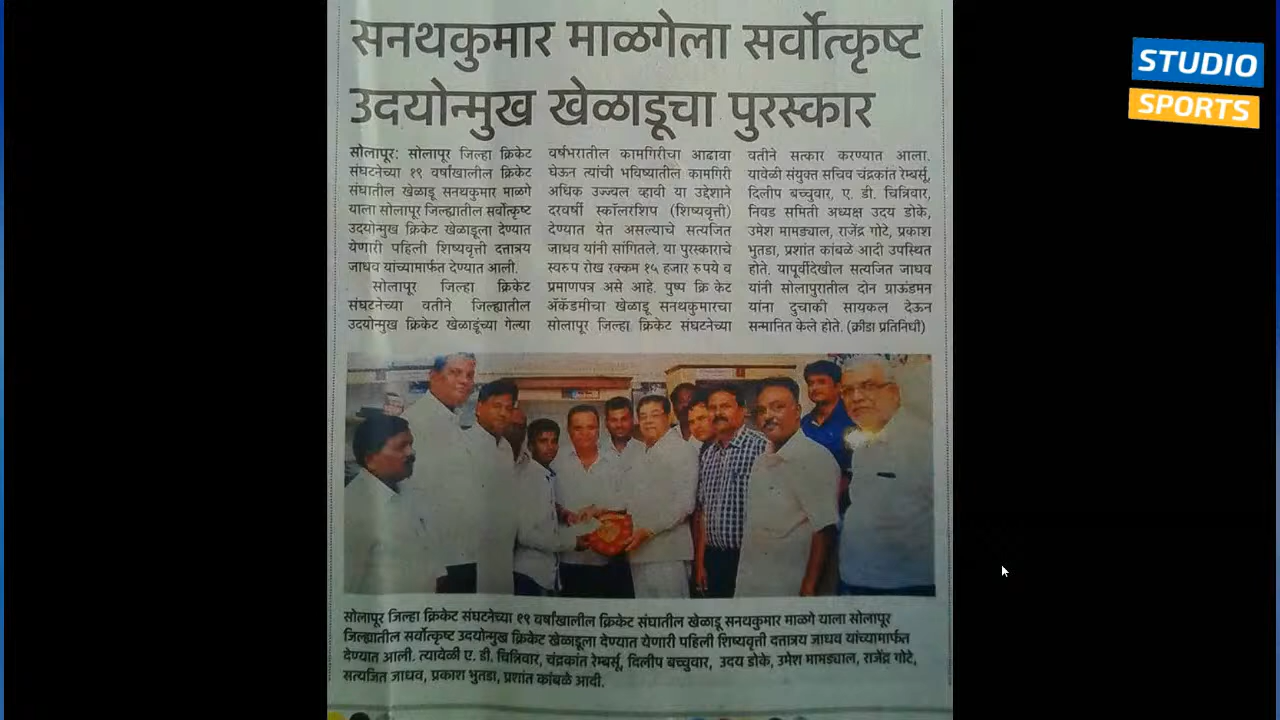 सनथकुमार माळगेला सर्वोत्कृष्ट
उदयोन्मुख खेळाडूचा पुरस्कार
सोलापूर: सोलापूर जिल्हा क्रिकेट
संघटनेच्या १९ वर्षाखालील क्रिकेट
संघातील खेळाडू सनथकुमार माळगे
याला सोलापूर जिल्ह्यातील सर्वोत्कृष्ट
उदयोन्मुख क्रिकेट खेळाडूला देण्यात
येणारी पहिली शिष्यवृत्ती दत्तात्रय
जाधव यांच्यामार्फत देण्यात आली.
सोलापूर जिल्हा क्रिकेट
संघटनेच्या वतीने जिल्ह्यातील
उदयोन्मुख क्रिकेट खेळाडूंच्या गेल्या
वर्षभरातील कामगिरीचा आढावा
घेऊन त्यांची भविष्यातील कामगिरी
अधिक उज्ज्वल व्हावी या उद्देशाने
दरवर्षी स्कॉलरशिप (शिष्यवृत्ती)
देण्यात येत असल्याचे सत्यजित
जाधव यांनी सांगितले. या पुरस्काराचे
स्वरुप रोख रक्कम १५ हजार रुपये व
प्रमाणपत्र असे आहे. पुष्प क्रि केट
अ‍ॅकॅडमीचा खेळाडू सनथकुमारचा
सोलापूर जिल्हा क्रिकेट संघटनेच्या
वतीने सत्कार करण्यात आला.
यावेळी संयुक्त सचिव चंद्रकांत रेम्बर्सू,
दिलीप बच्चुवार, ए. डी. चिन्निवार,
निवड समिती अध्यक्ष उदय डोके,
उमेश मामड्याल, राजेंद्र गोटे, प्रकाश
भुतडा, प्रशांत कांबळे आदी उपस्थित
होते. यापूर्वीदेखील सत्यजित जाधव
यांनी सोलापुरातील दोन ग्राऊंडमन
यांना दुचाकी सायकल देऊन
सन्मानित केले होते. (क्रीडा प्रतिनिधी)
सोलापूर जिल्हा क्रिकेट संघटनेच्या १९ वर्षांखालील क्रिकेट संघातील खेळाडू सनथकुमार माळगे याला सोलापूर
जिल्ह्यातील सर्वोत्कृष्ट उदयोन्मुख क्रिकेट खेळाडूला देण्यात येणारी पहिली शिष्यवृत्ती दत्तात्रय जाधव यांच्यामार्फत
देण्यात आली. त्यावेळी ए. डी. चिन्निवार, चंद्रकांत रेम्बर्सू, दिलीप बच्चुवार, उदय डोके, उमेश मामड्याल, राजेंद्र गोटे,
सत्यजित जाधव, प्रकाश भुतडा, प्रशांत कांबळे आदी.
STUDIO
SPORTS